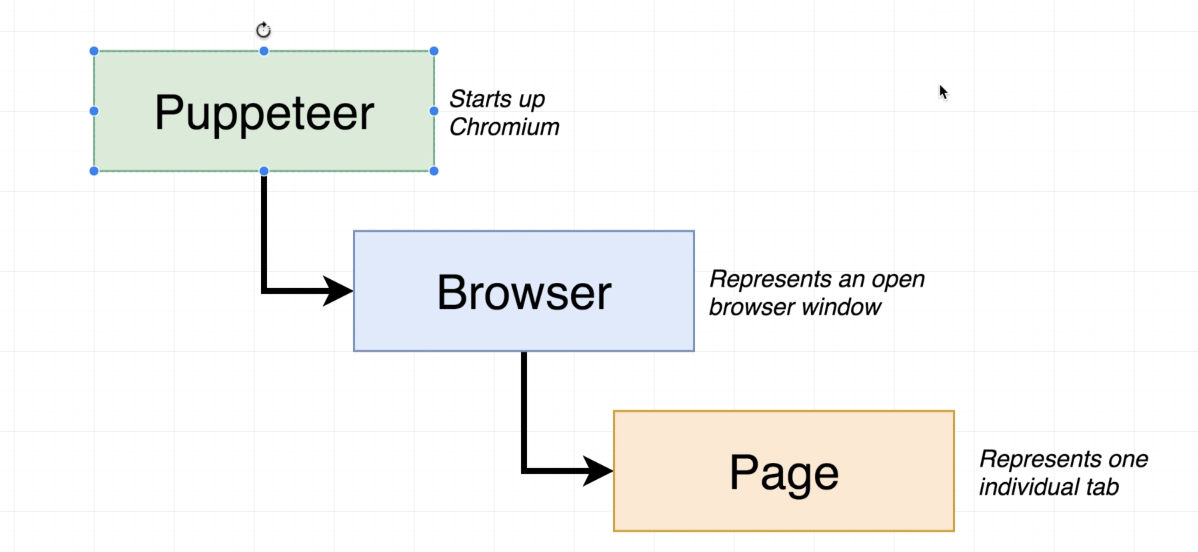 Puppeteer
Starts up
Chromium
Browser
Represents an open
browser window
Page
Represents one
individual tab